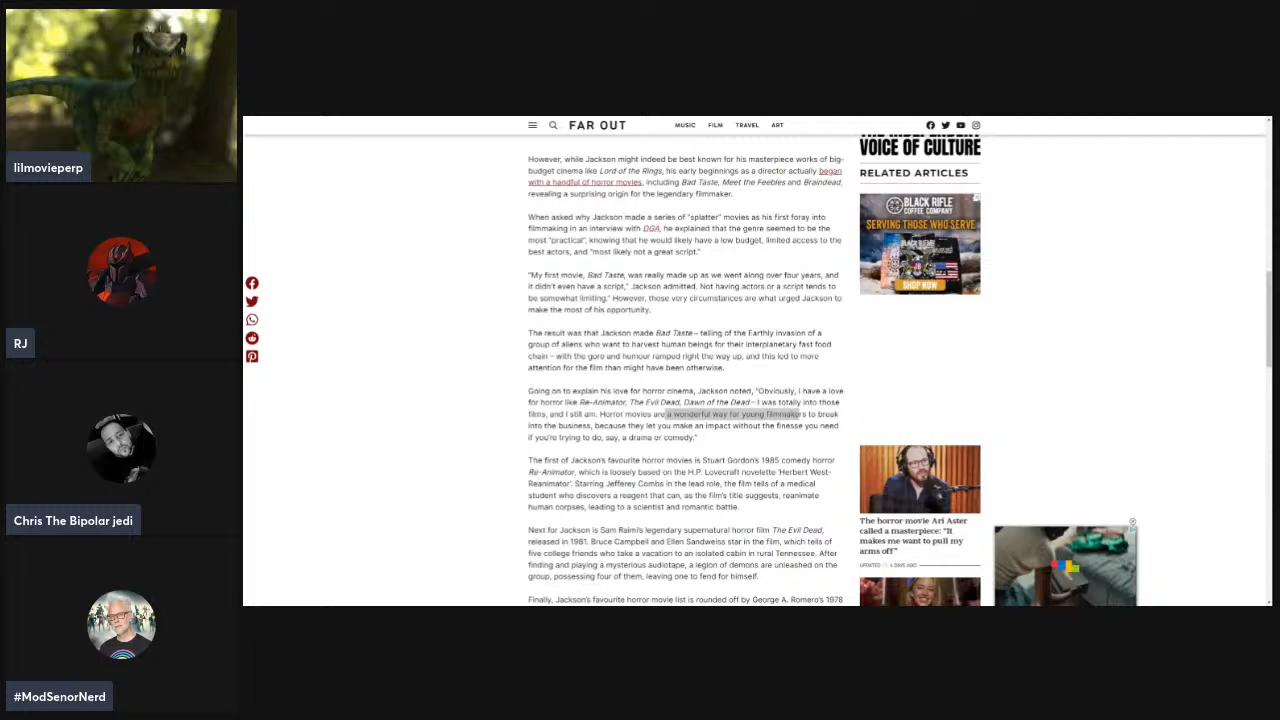 lilmovieperp
RJ
Chris The Bipolar jedi
#ModSenorNerd
FAR OUT
MUSIC FILM TRAVEL ART
However, while Jackson might indeed be best known for his masterpiece works of big-
budget cinema like Lord of the Rings, his early beginnings as a director actually began
with a handful of horror movies, including Bad Taste, Meet the Feebles and Braindead,
revealing a surprising origin for the legendary filmmaker.
When asked why Jackson made a series of "splatter" movies as his first foray into
filmmaking in an interview with DGA, he explained that the genre seemed to be the
most "practical", knowing that he would likely have a low budget, limited access to the
best actors, and "most likely not a great script."
"My first movie, Bad Taste, was really made up as we went along over four years, and
it didn't even have a script," Jackson admitted. Not having actors or a script tends to
be somewhat limiting." However, those very circumstances are what urged Jackson to
make the most of his opportunity.
The result was that Jackson made Bad Taste – telling of the Earthly invasion of a
group of aliens who want to harvest human beings for their interplanetary fast food
chain – with the gore and humour ramped right the way up, and this led to more
attention for the film than might have been otherwise.
Going on to explain his love for horror cinema, Jackson noted, "Obviously, I have a love
for horror like Re-Animator, The Evil Dead, Dawn of the Dead – I was totally into those
films, and I still am. Horror movies are a wonderful way for young filmmakers to break
into the business, because they let you make an impact without the finesse you need
if you're trying to do, say, a drama or comedy."
The first of Jackson's favourite horror movies is Stuart Gordon's 1985 comedy horror
Re-Animator, which is loosely based on the H.P. Lovecraft novelette 'Herbert West-
Reanimator'. Starring Jefferey Combs in the lead role, the film tells of a medical
student who discovers a reagent that can, as the film's title suggests, reanimate
human corpses, leading to a scientist and romantic battle.
Next for Jackson is Sam Raimi's legendary supernatural horror film The Evil Dead,
released in 1981. Bruce Campbell and Ellen Sandweiss star in the film, which tells of
five college friends who take a vacation to an isolated cabin in rural Tennessee. After
finding and playing a mysterious audiotape, a legion of demons are unleashed on the
group, possessing four of them, leaving one to fend for himself.
Finally, Jackson's favourite horror movie list is rounded off by George A. Romero's 1978
THE INDEPENDENT
VOICE OF CULTURE
RELATED ARTICLES
BLACK RIFLE
COFFEE COMPANY
SERVING THOSE WHO SERVE
SHOP NOW
The horror movie Ari Aster
called a masterpiece: "It
makes me want to pull my
arms off"
UPDATED 4 DAYS AGO